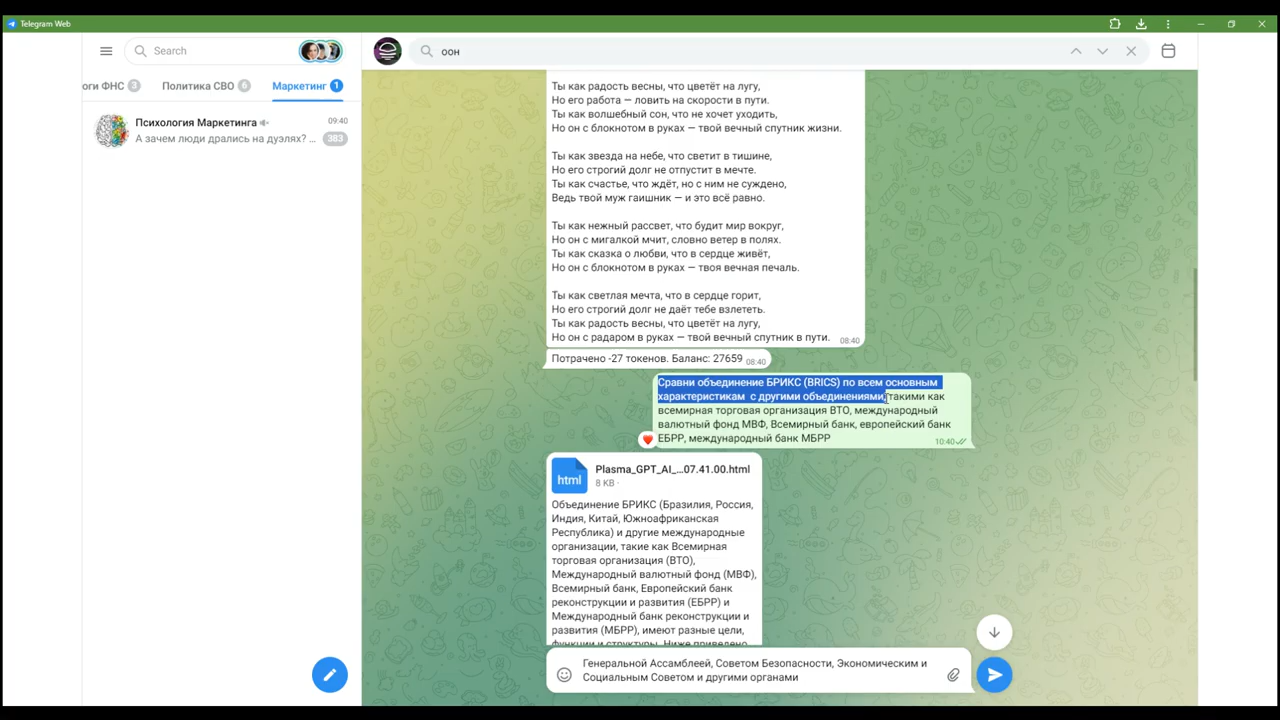 Telegram Web
Search
оон
оги ФНС 3
Политика СВО 6
Маркетинг 1
Психология Маркетинга
09:40
А зачем люди дрались на дуэлях? ...
383
Ты как радость весны, что цветёт на лугу,
Но его работа — ловить на скорости в пути.
Ты как волшебный сон, что не хочет уходить,
Но он с блокнотом в руках — твой вечный спутник жизни.
Ты как звезда на небе, что светит в тишине,
Но его строгий долг не отпустит в мечте.
Ты как счастье, что ждёт, но с ним не суждено,
Ведь твой муж гаишник — и это всё равно.
Ты как нежный рассвет, что будит мир вокруг,
Но он с мигалкой мчит, словно ветер в полях.
Ты как сказка о любви, что в сердце живёт,
Но он с блокнотом в руках — твоя вечная печаль.
Ты как светлая мечта, что в сердце горит,
Но его строгий долг не даёт тебе взлететь.
Ты как радость весны, что цветёт на лугу,
Но он с радаром в руках — твой вечный спутник в пути.
08:40
Потрачено -27 токенов. Баланс: 27659
08:40
Сравни объединение БРИКС (BRICS) по всем основным
характеристикам с другими объединениями, такими как
всемирная торговая организация ВТО, международный
валютный фонд МВФ, Всемирный банк, европейский банк
ЕБРР, международный банк МБРР
10:40
html
Plasma_GPT_AI_...07.41.00.html
8 KB ·
Объединение БРИКС (Бразилия, Россия,
Индия, Китай, Южноафриканская
Республика) и другие международные
организации, такие как Всемирная
торговая организация (ВТО),
Международный валютный фонд (МВФ),
Всемирный банк, Европейский банк
реконструкции и развития (ЕБРР) и
Международный банк реконструкции и
развития (МБРР), имеют разные цели,
функции и структуры. Ниже приведено
Генеральной Ассамблеей, Советом Безопасности, Экономическим и
Социальным Советом и другими органами